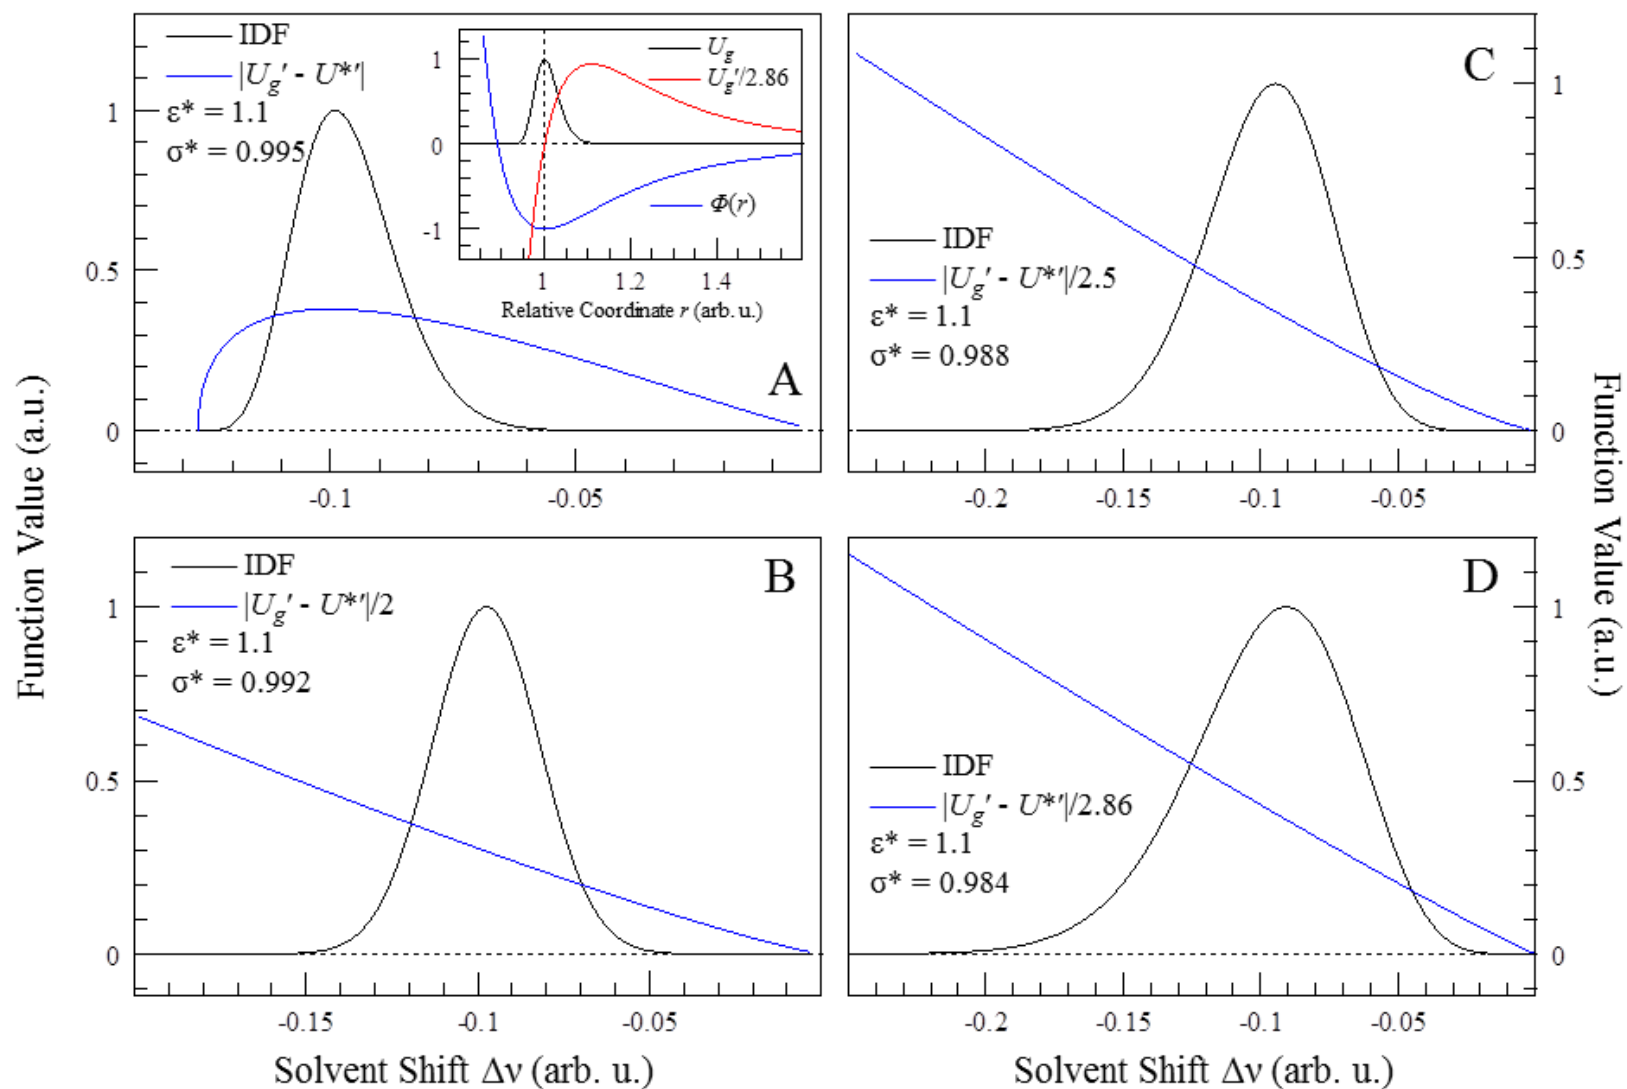 IDF
|Ug' - U*'|
ε* = 1.1
σ* = 0.995
1
0.5
0
-0.1
-0.05
A
Ug
Ug'/2.86
Φ(r)
1
0
-1
1
1.2
1.4
Relative Coordinate r (arb. u.)
C
IDF
|Ug' - U*'|/2.5
ε* = 1.1
σ* = 0.988
1
0.5
0
-0.2
-0.15
-0.1
-0.05
B
IDF
|Ug' - U*'|/2
ε* = 1.1
σ* = 0.992
1
0.5
0
-0.15
-0.1
-0.05
D
IDF
|Ug' - U*'|/2.86
ε* = 1.1
σ* = 0.984
1
0.5
0
-0.2
-0.15
-0.1
-0.05
Function Value (a.u.)
Function Value (a.u.)
Solvent Shift Δν (arb. u.)
Solvent Shift Δν (arb. u.)